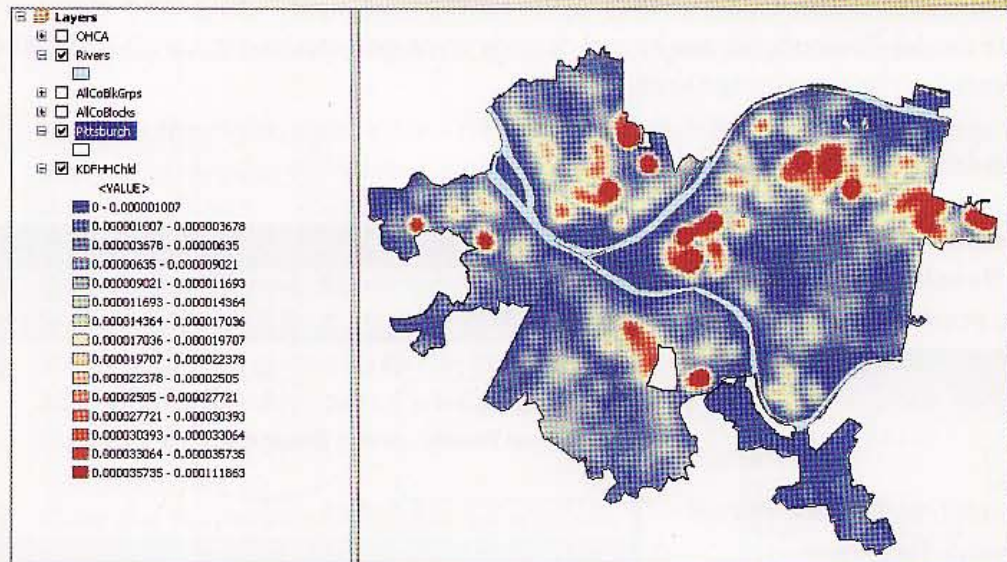 Layers
OHCA
Rivers
AllCoBlkGrps
AllCoBlocks
Pittsburgh
KDFHHChld
<VALUE>
0 - 0.000001007
0.000001007 - 0.000003678
0.000003678 - 0.00000635
0.00000635 - 0.000009021
0.000009021 - 0.000011693
0.000011693 - 0.000014364
0.000014364 - 0.000017036
0.000017036 - 0.000019707
0.000019707 - 0.000022378
0.000022378 - 0.00002505
0.00002505 - 0.000027721
0.000027721 - 0.000030393
0.000030393 - 0.000033064
0.000033064 - 0.000035735
0.000035735 - 0.000111863